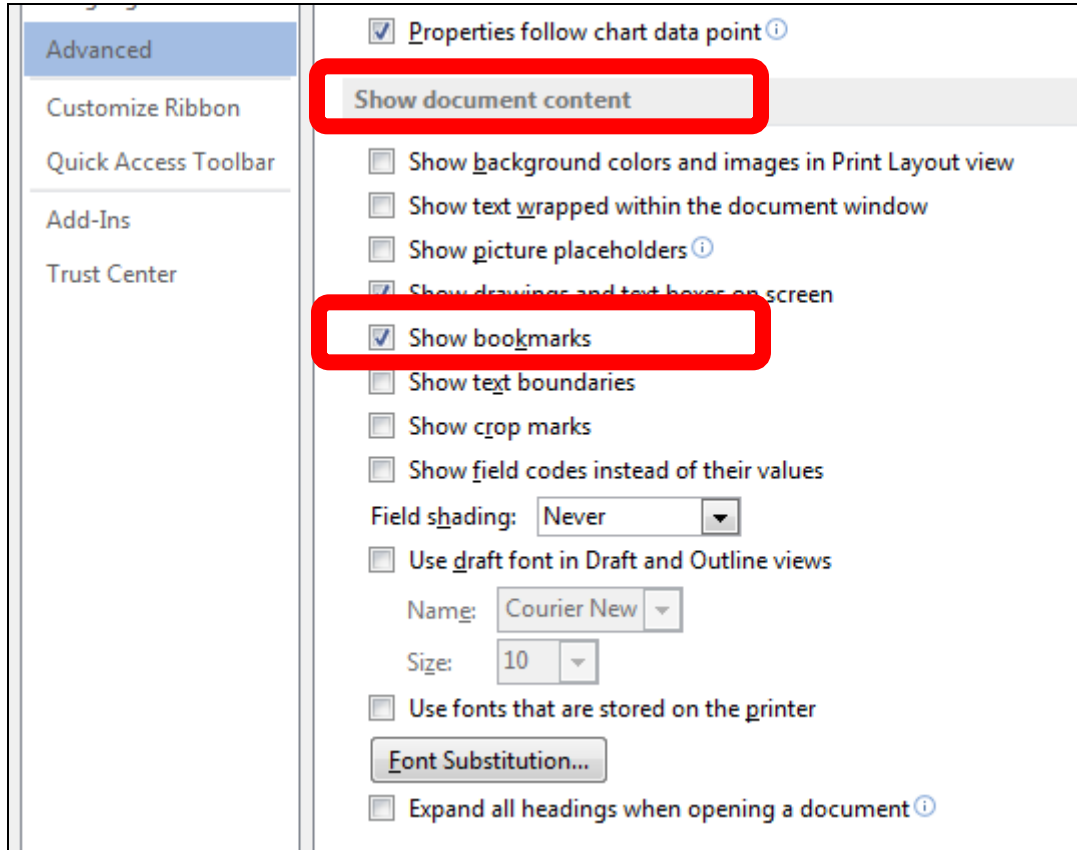 Advanced
Customize Ribbon
Quick Access Toolbar
Add-Ins
Trust Center
Properties follow chart data point
Show document content
Show background colors and images in Print Layout view
Show text wrapped within the document window
Show picture placeholders
Show drawings and text boxes on screen
Show bookmarks
Show text boundaries
Show crop marks
Show field codes instead of their values
Field shading: Never
Use draft font in Draft and Outline views
Name: Courier New
Size: 10
Use fonts that are stored on the printer
Font Substitution...
Expand all headings when opening a document